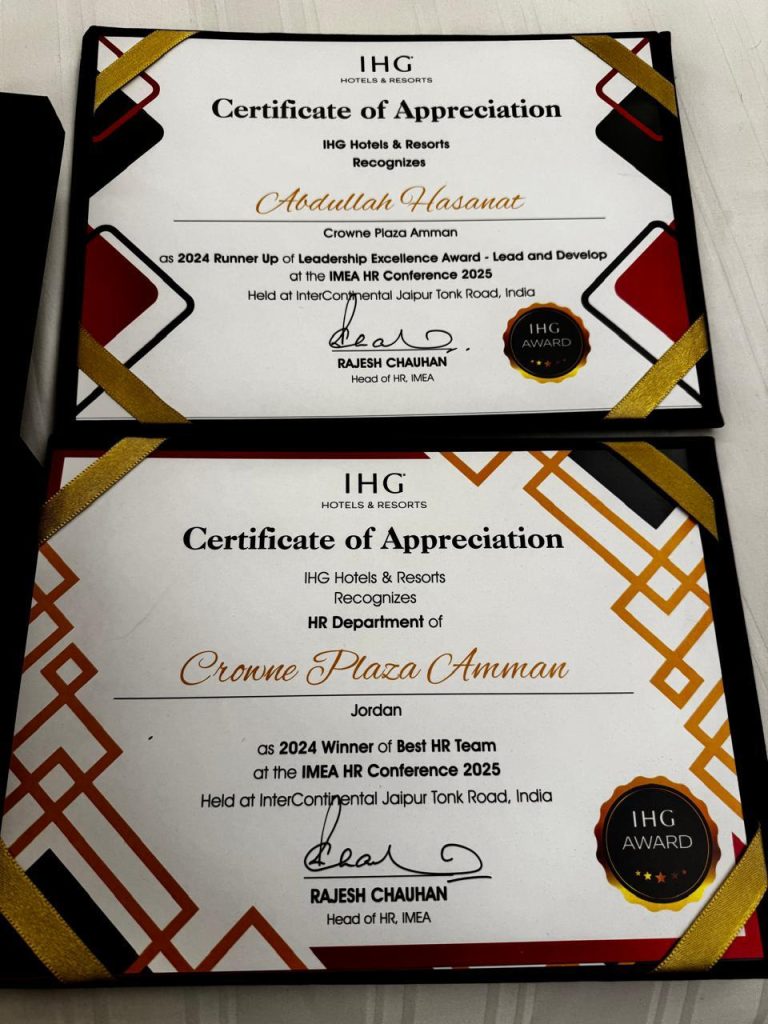 IHG
HOTELS & RESORTS
Certificate of Appreciation
IHG Hotels & Resorts
Recognizes
Abdullah Hasanat
Crowne Plaza Amman
as 2024 Runner Up of Leadership Excellence Award - Lead and Develop
at the IMEA HR Conference 2025
Held at InterContinental Jaipur Tonk Road, India
RAJESH CHAUHAN
Head of HR, IMEA
IHG
AWARD
IHG
HOTELS & RESORTS
Certificate of Appreciation
IHG Hotels & Resorts
Recognizes
HR Department of
Crowne Plaza Amman
Jordan
as 2024 Winner of Best HR Team
at the IMEA HR Conference 2025
Held at InterContinental Jaipur Tonk Road, India
RAJESH CHAUHAN
Head of HR, IMEA
IHG
AWARD